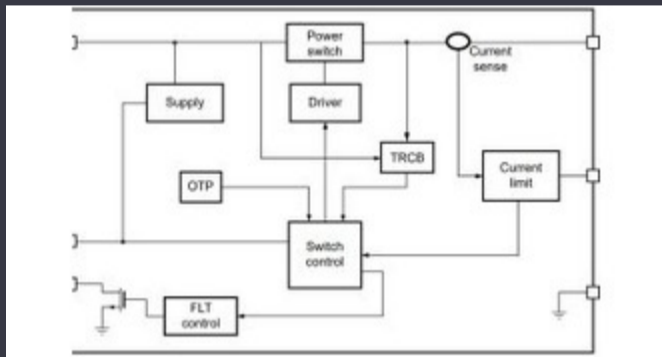 Power
switch
Current
sense
Supply
Driver
TRCB
Current
limit
OTP
Switch
control
FLT
control